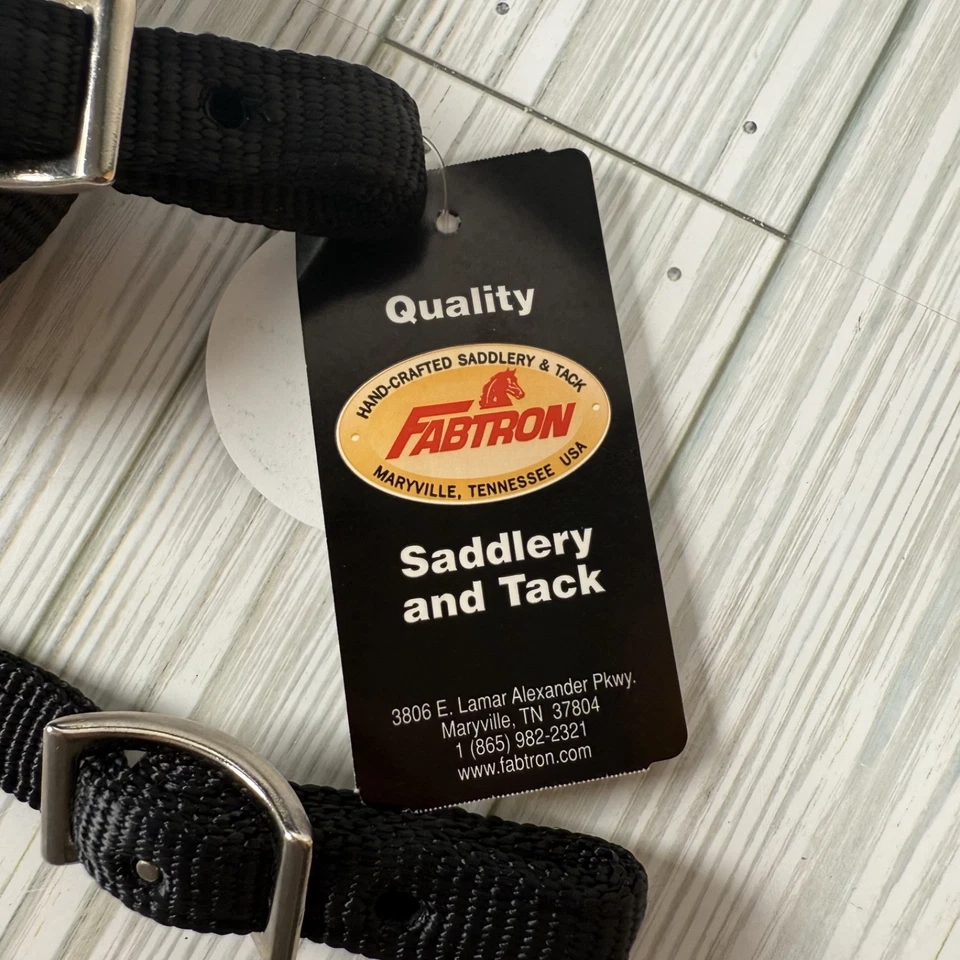 Quality
HAND-CRAFTED SADDLERY & TACK
FABTRON
MARYVILLE, TENNESSEE USA
Saddlery
and Tack
3806 E. Lamar Alexander Pkwy.
Maryville, TN 37804
1 (865) 982-2321
www.fabtron.com